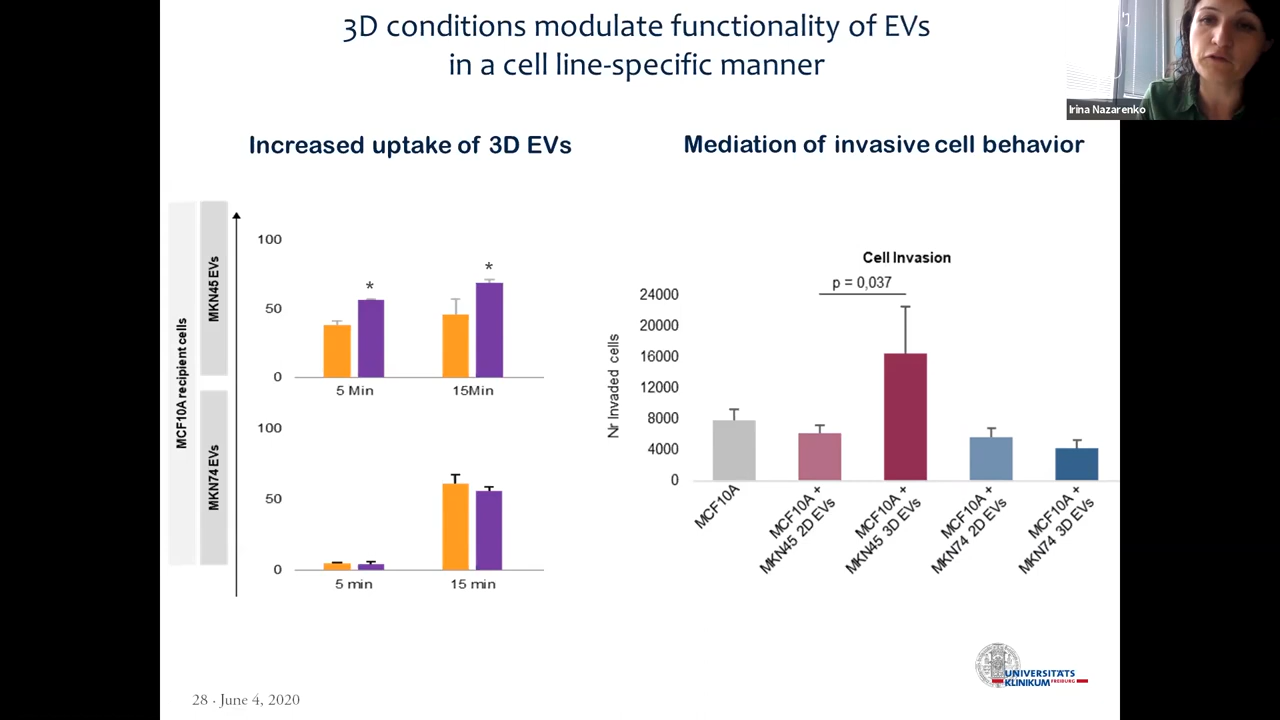 3D conditions modulate functionality of EVs
in a cell line-specific manner
Irina Nazarenko
Increased uptake of 3D EVs
Mediation of invasive cell behavior
MCF10A recipient cells
MKN45 EVs
MKN74 EVs
100
50
0
*
*
5 Min
15Min
100
50
0
5 min
15 min
Cell Invasion
p = 0,037
Nr Invaded cells
24000
20000
16000
12000
8000
4000
0
MCF10A
MCF10A +
MKN45 2D EVs
MCF10A +
MKN45 3D EVs
MCF10A +
MKN74 2D EVs
MCF10A +
MKN74 3D EVs
UNIVERSITÄTS
KLINIKUM FREIBURG
28 · June 4, 2020